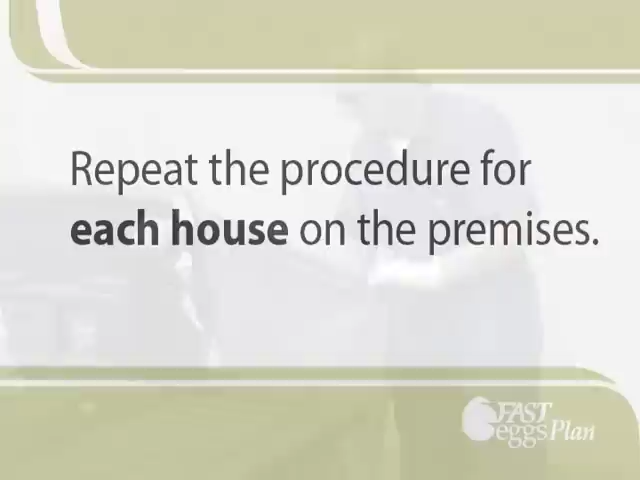 Repeat the procedure for
each house on the premises.
FAST
eggs Plan